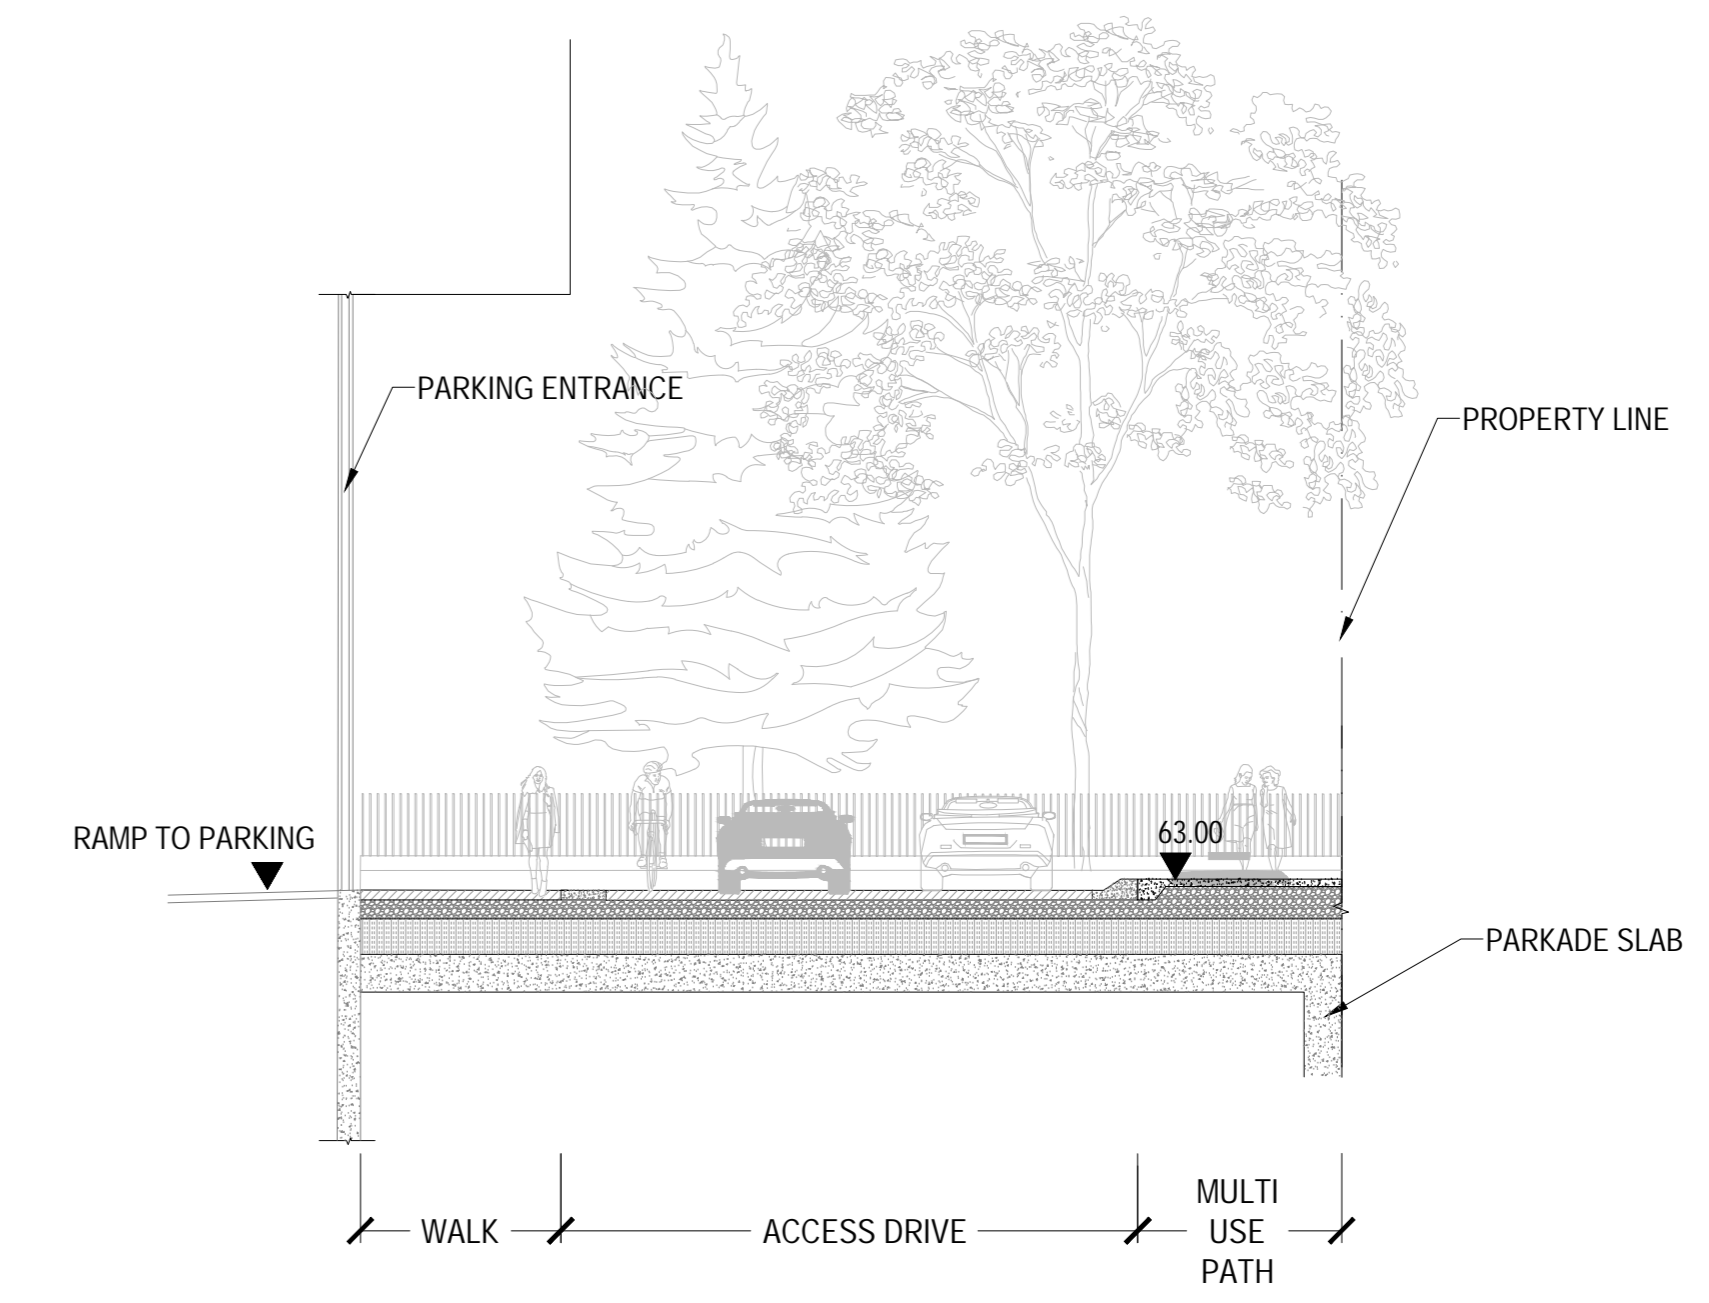 PARKING ENTRANCE
PROPERTY LINE
RAMP TO PARKING
63.00
PARKADE SLAB
WALK
ACCESS DRIVE
MULTI
USE
PATH